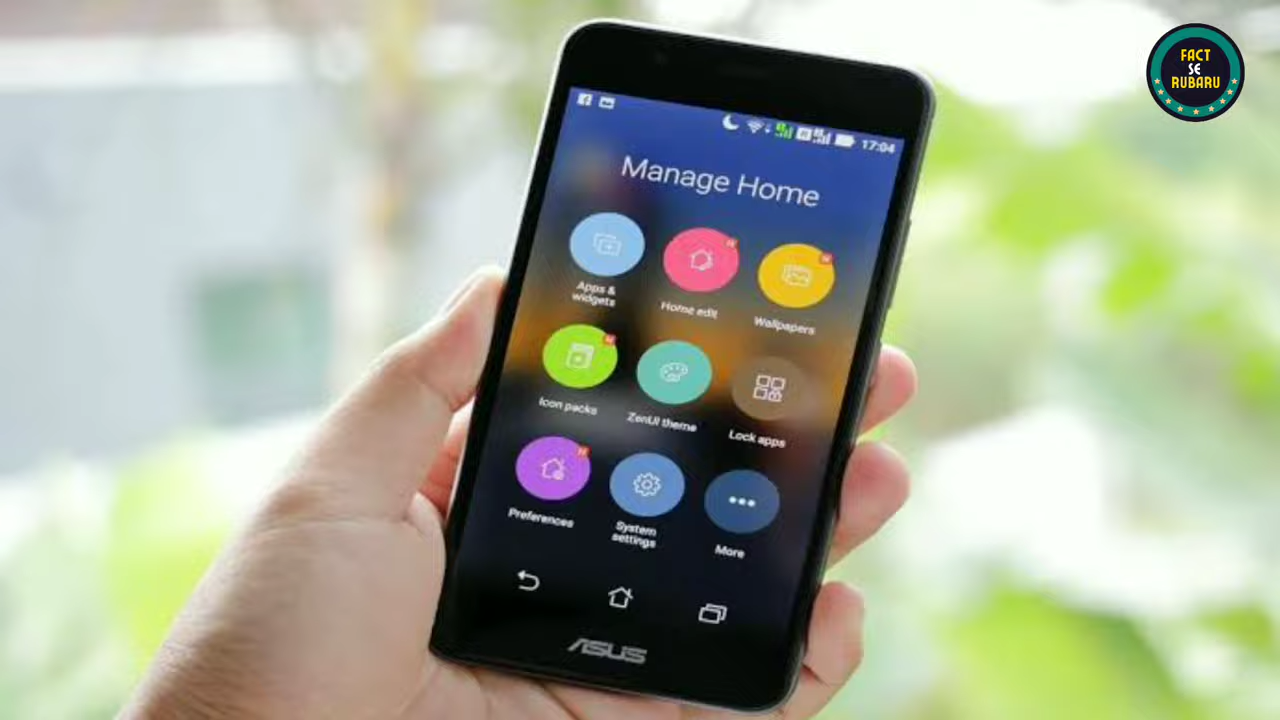 FACT
SE
RUBARU
17:04
Manage Home
Apps &
widgets
Home edit
Wallpapers
Icon packs
ZenUI theme
Lock apps
Preferences
System
settings
More
ASUS